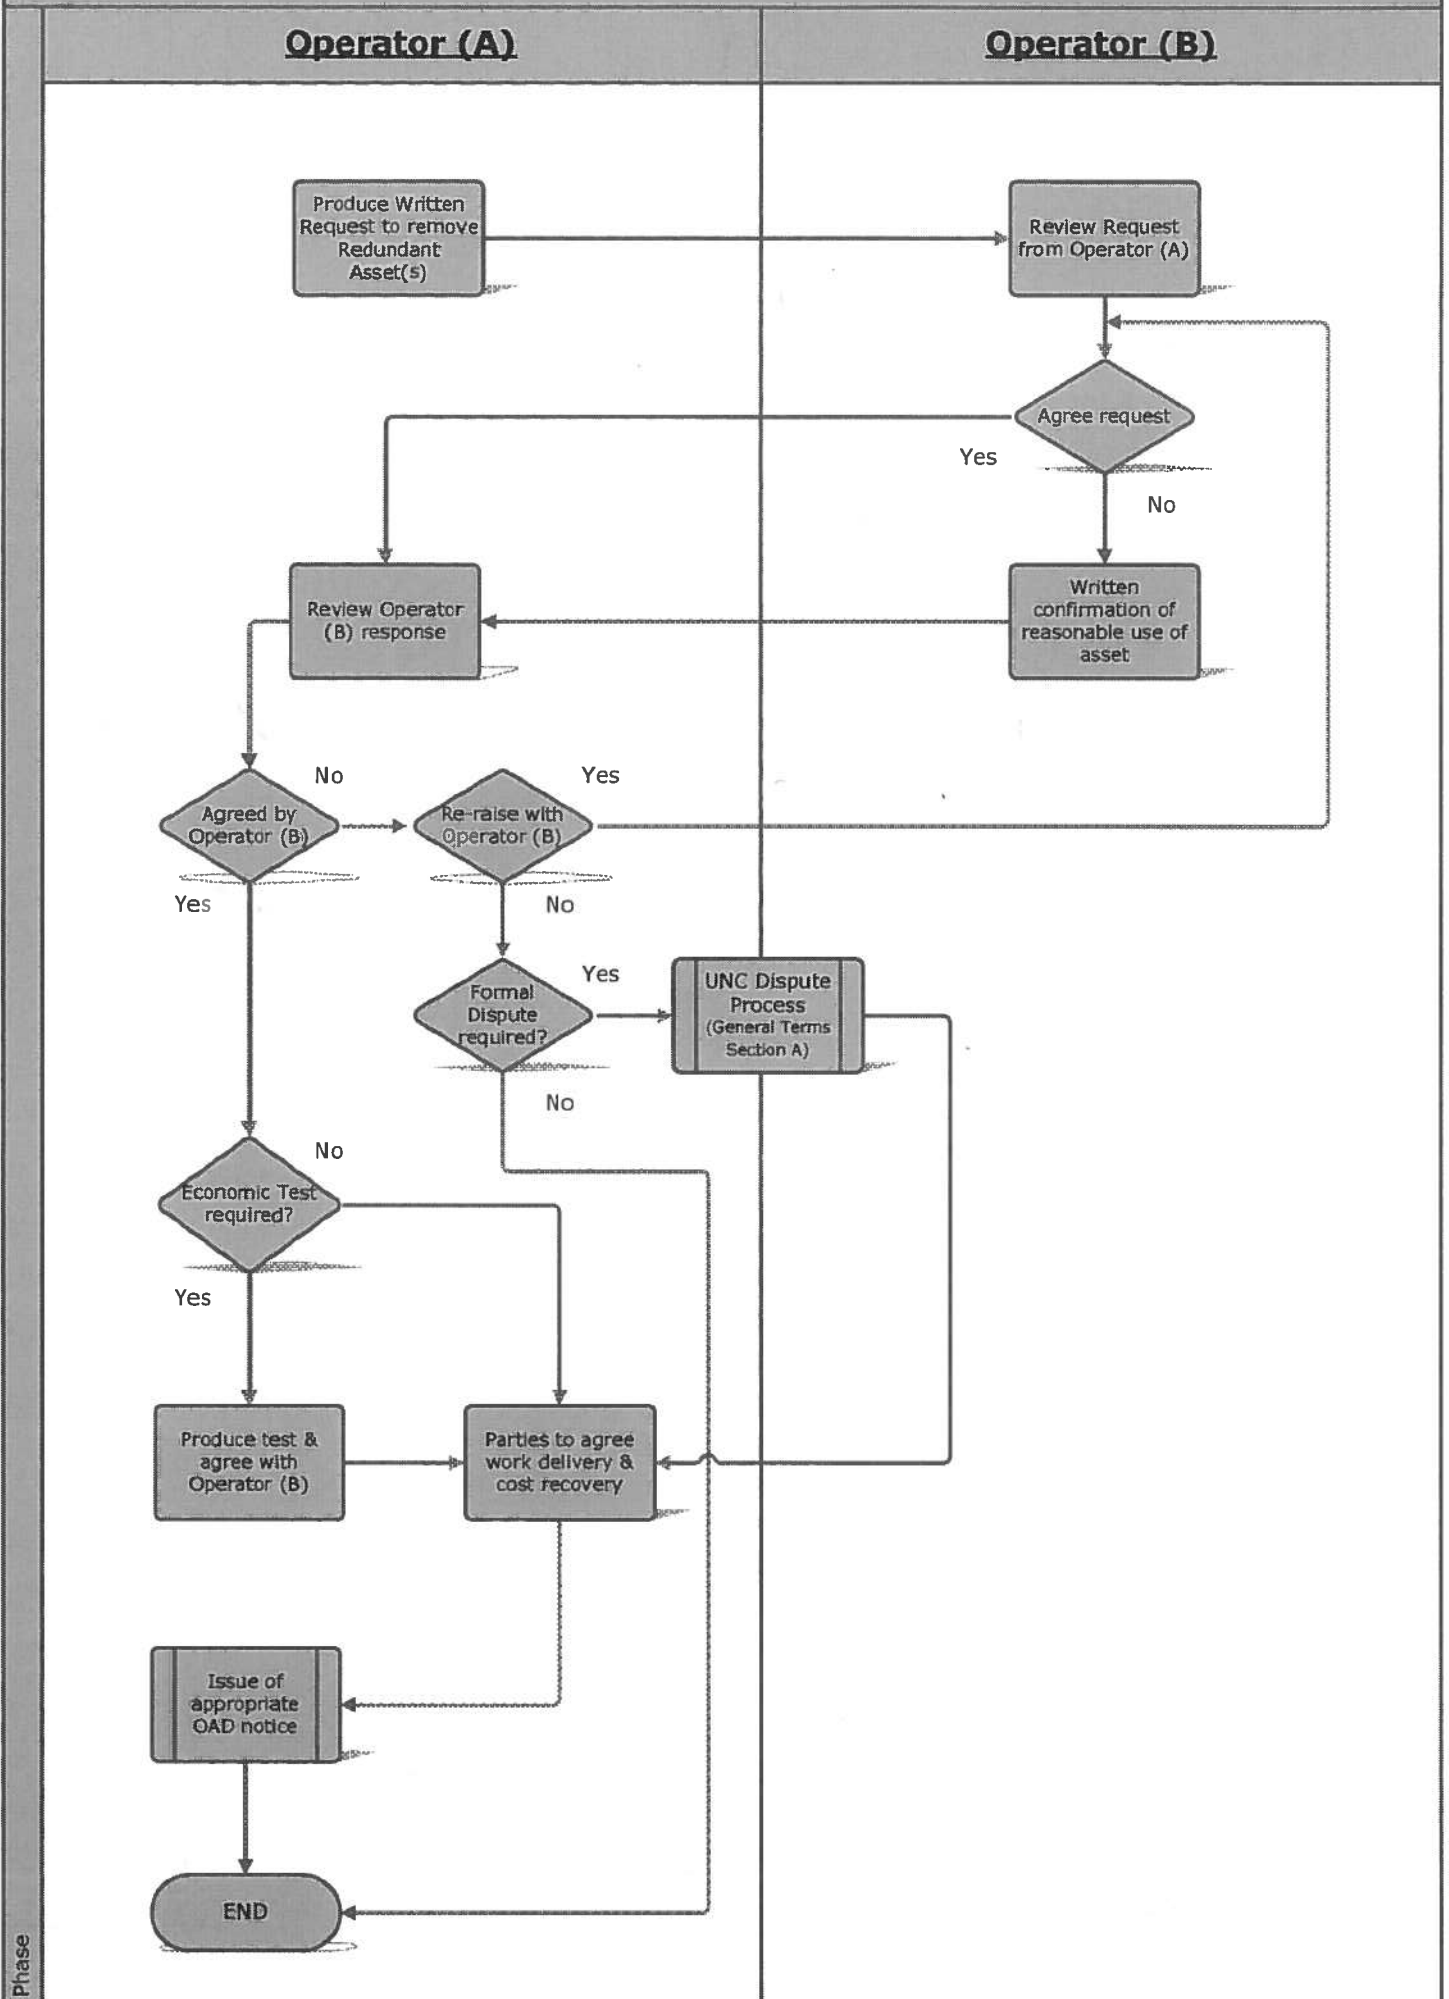 Operator (A)
Operator (B)
Produce Written
Request to remove
Redundant
Asset(s)
Review Request
from Operator (A)
Agree request
Yes
No
Review Operator
(B) response
Written
confirmation of
reasonable use of
asset
Agreed by
Operator (B)
No
Re-raise with
Operator (B)
Yes
Yes
No
Formal
Dispute
required?
Yes
UNC Dispute
Process
(General Terms
Section A)
No
Economic Test
required?
No
Yes
Produce test &
agree with
Operator (B)
Parties to agree
work delivery &
cost recovery
Issue of
appropriate
OAD notice
END
Phase